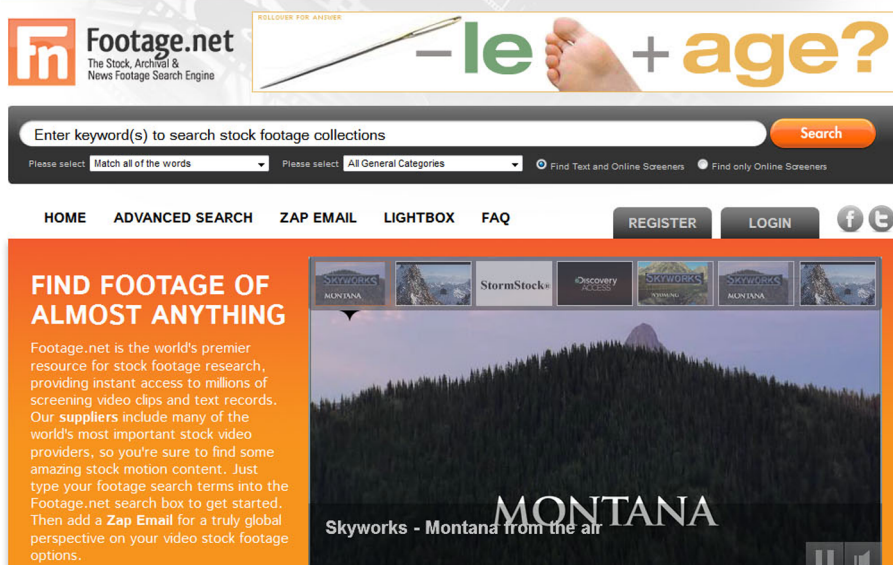 fn
Footage.net
The Stock, Archival &
News Footage Search Engine
ROLLOVER FOR ANSWER
– le + age?
Enter keyword(s) to search stock footage collections
Search
Please select Match all of the words Please select All General Categories Find Text and Online Screeners Find only Online Screeners
HOME ADVANCED SEARCH ZAP EMAIL LIGHTBOX FAQ REGISTER LOGIN f t
FIND FOOTAGE OF
ALMOST ANYTHING
Footage.net is the world's premier
resource for stock footage research,
providing instant access to millions of
screening video clips and text records.
Our suppliers include many of the
world's most important stock video
providers, so you're sure to find some
amazing stock motion content. Just
type your footage search terms into the
Footage.net search box to get started.
Then add a Zap Email for a truly global
perspective on your video stock footage
options.
SKYWORKS
MONTANA
StormStock
Discovery
ACCESS
SKYWORKS
WYOMING
SKYWORKS
MONTANA
MONTANA
Skyworks - Montana from the air